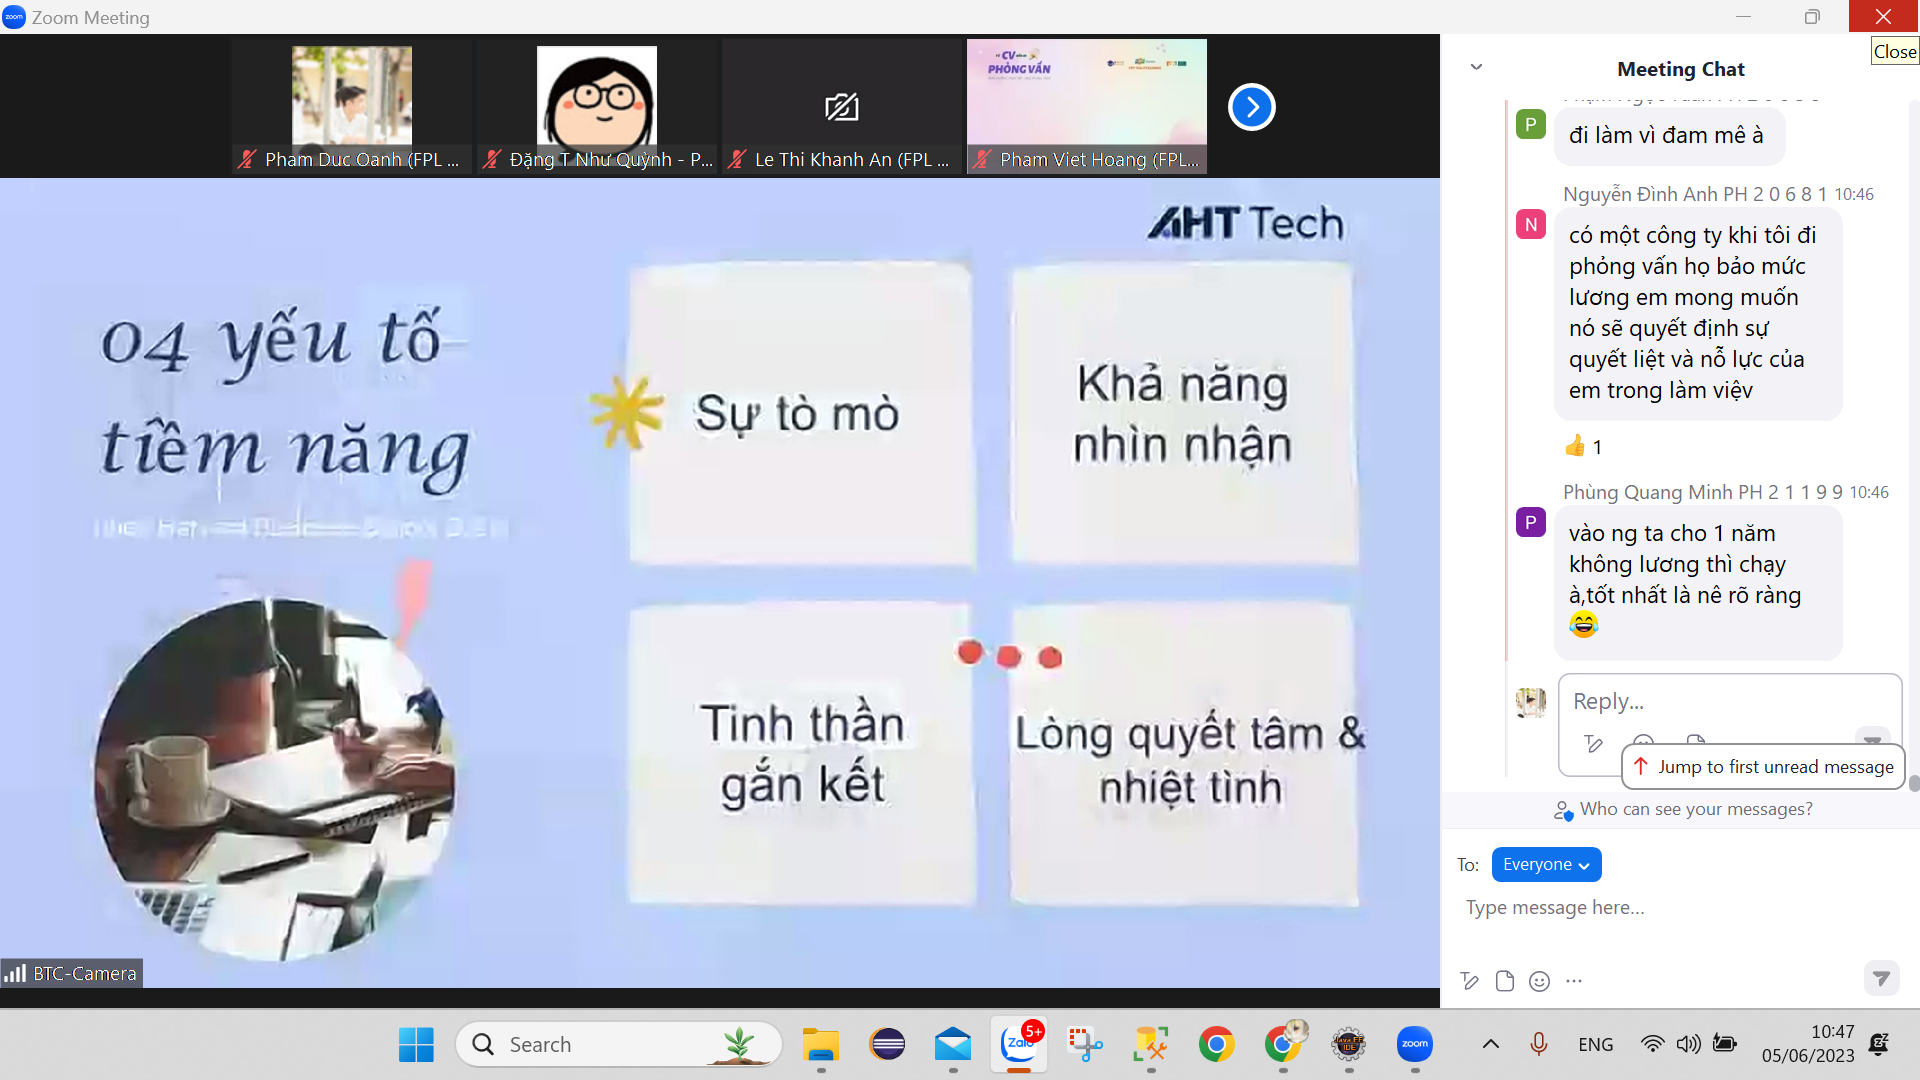 zoom
Zoom Meeting
Close
Pham Duc Oanh (FPL ...
Đặng T Như Quỳnh - P...
Le Thi Khanh An (FPL ...
CV
PHỎNG VẤN
Pham Viet Hoang (FPL...
AHT Tech
04 yếu tố
tiềm năng
Sự tò mò
Khả năng
nhìn nhận
Tinh thần
gắn kết
Lòng quyết tâm &
nhiệt tình
BTC-Camera
Meeting Chat
P
đi làm vì đam mê à
Nguyễn Đình Anh PH 2 0 6 8 1 10:46
N
có một công ty khi tôi đi
phỏng vấn họ bảo mức
lương em mong muốn
nó sẽ quyết định sự
quyết liệt và nỗ lực của
em trong làm việv
1
Phùng Quang Minh PH 2 1 1 9 9 10:46
P
vào ng ta cho 1 năm
không lương thì chạy
à,tốt nhất là nê rõ ràng
Reply...
Jump to first unread message
Who can see your messages?
To: Everyone
Type message here...
Search
Zalo
5+
Java EE
IDE
zoom
ENG
10:47
05/06/2023